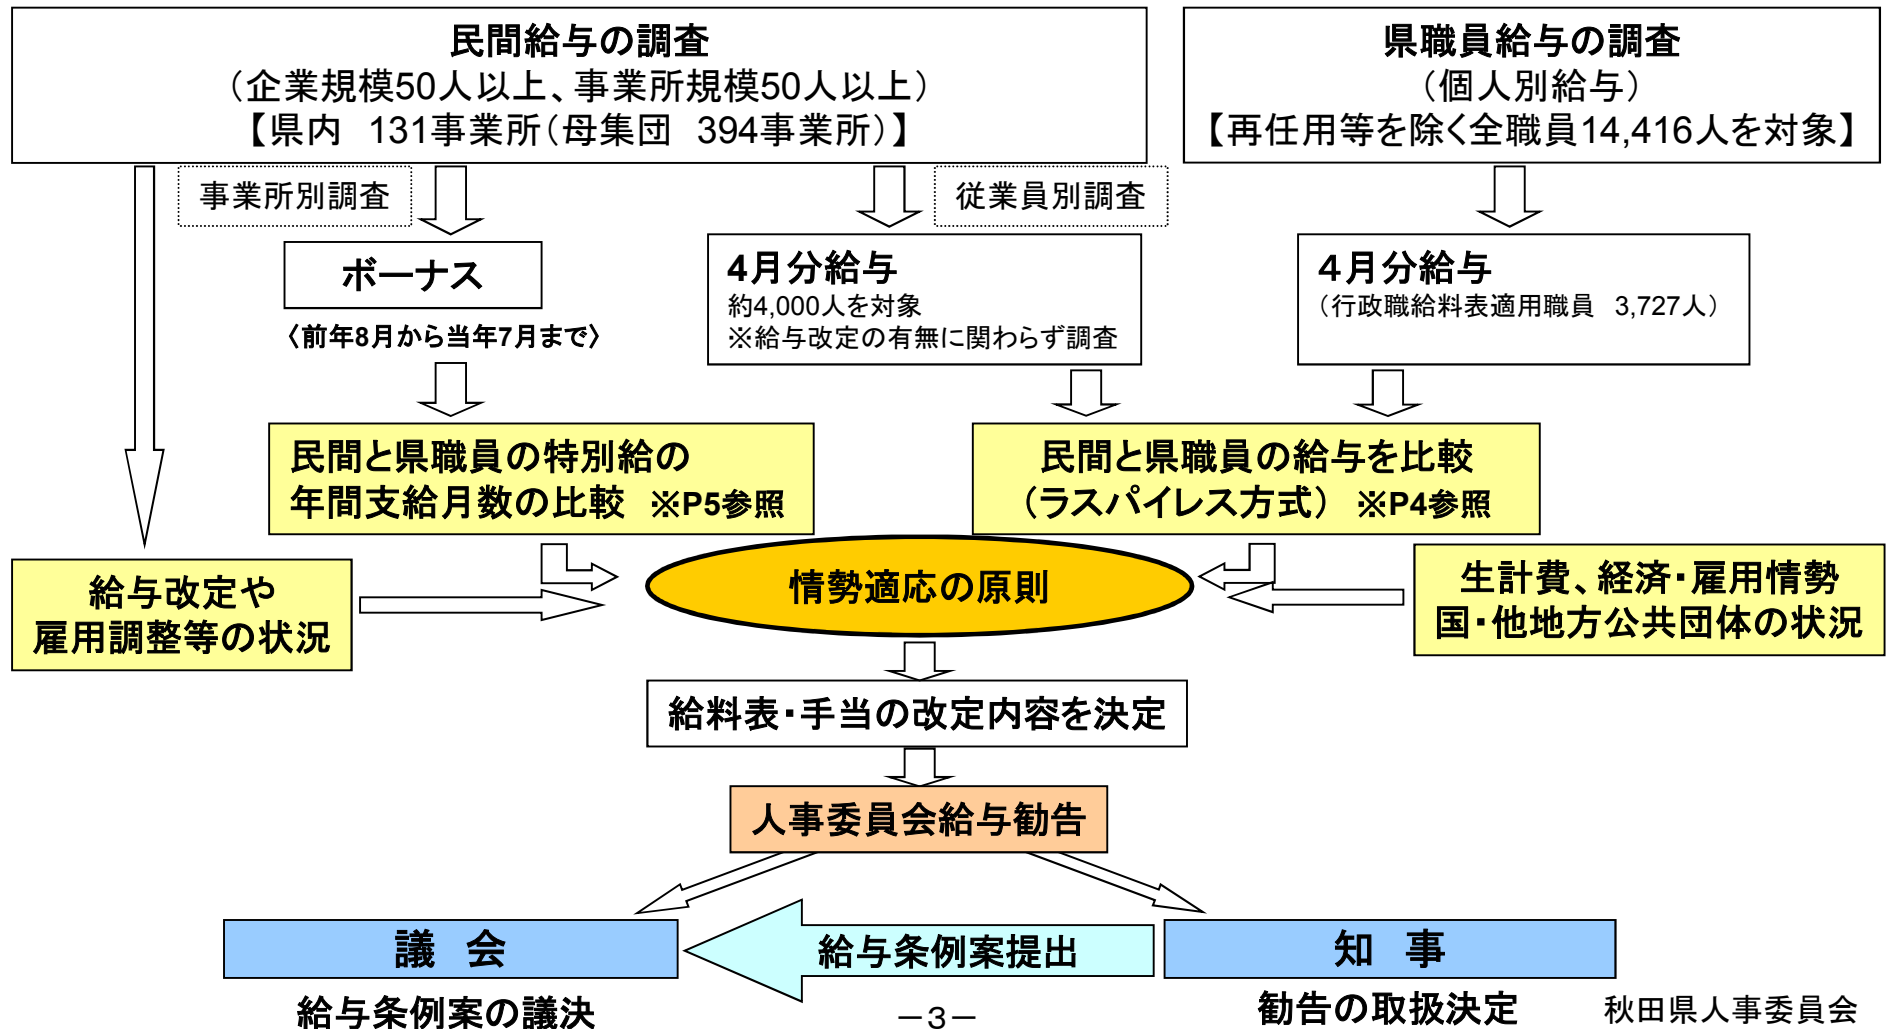 民間給与の調査
（企業規模50人以上、事業所規模50人以上）
【県内　131事業所（母集団　394事業所）】
県職員給与の調査
（個人別給与）
【再任用等を除く全職員14,416人を対象】
事業所別調査
従業員別調査
ボーナス
〈前年8月から当年7月まで〉
4月分給与
約4,000人を対象
※給与改定の有無に関わらず調査
４月分給与
（行政職給料表適用職員　3,727人）
民間と県職員の特別給の
年間支給月数の比較　※P5参照
民間と県職員の給与を比較
（ラスパイレス方式）　※P4参照
給与改定や
雇用調整等の状況
情勢適応の原則
生計費、経済・雇用情勢
国・他地方公共団体の状況
給料表・手当の改定内容を決定
人事委員会給与勧告
議　会
給与条例案提出
知　事
給与条例案の議決
－3－
勧告の取扱決定
秋田県人事委員会